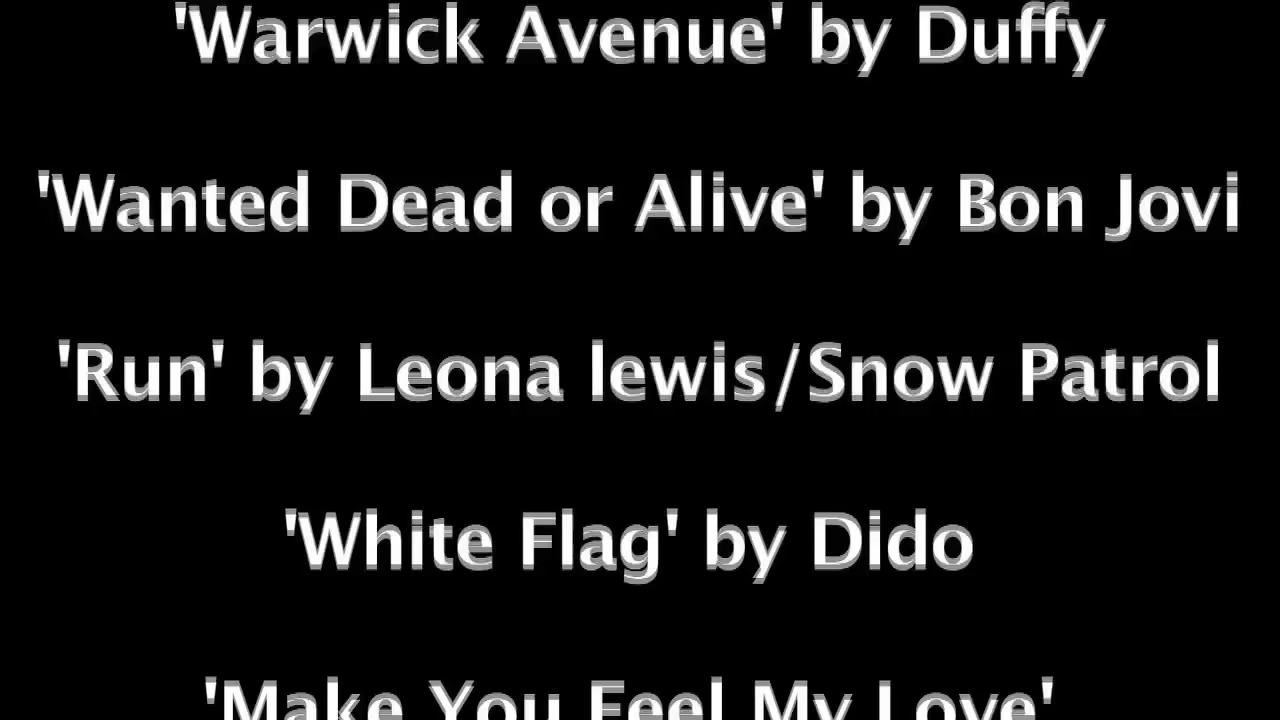 'Warwick Avenue' by Duffy
'Wanted Dead or Alive' by Bon Jovi
'Run' by Leona lewis/Snow Patrol
'White Flag' by Dido
'Make You Feel My Love'